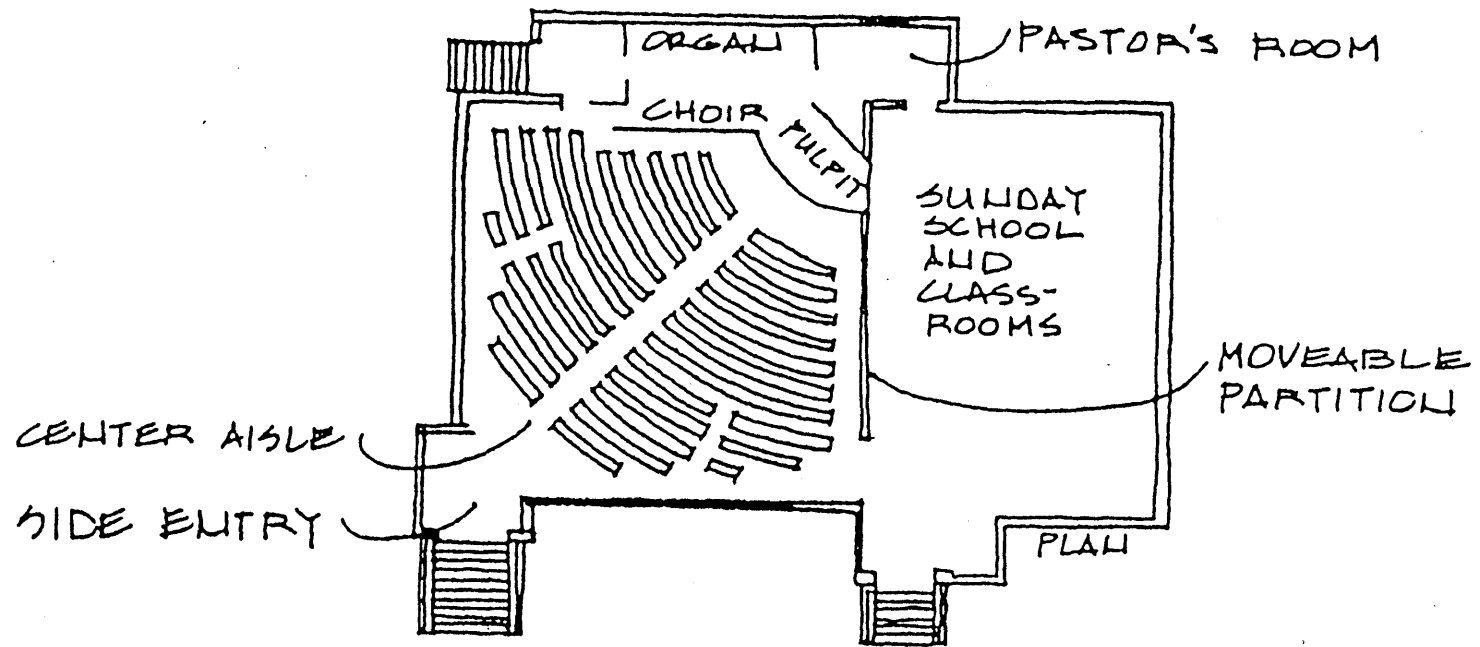 ORGAN
PASTOR'S ROOM
CHOIR
PULPIT
SUNDAY
SCHOOL
AND
CLASS-
ROOMS
MOVEABLE
PARTITION
CENTER AISLE
SIDE ENTRY
PLAN